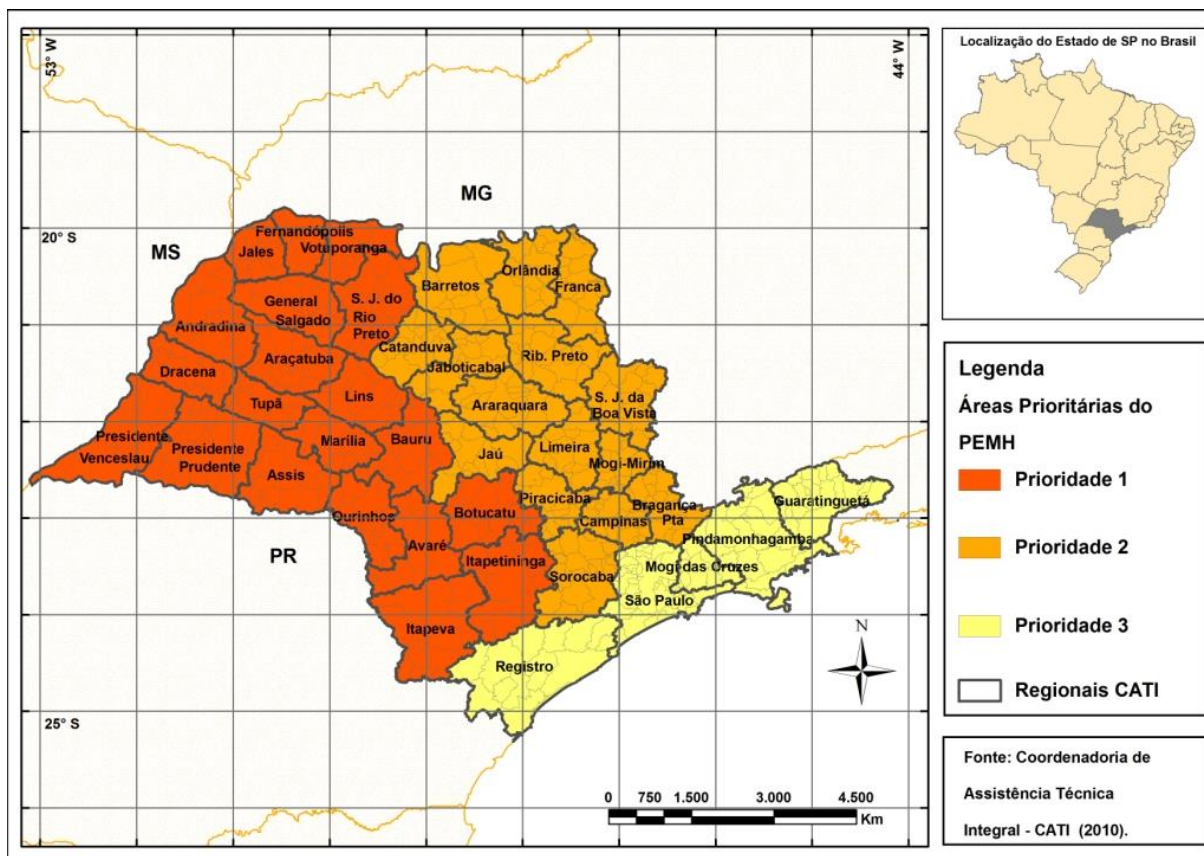 53° W
44° W
20° S
25° S
MG
MS
PR
Fernandópolis
Jales
Votuporanga
General
Salgado
S. J. do
Rio
Preto
Andradina
Araçatuba
Dracena
Tupã
Lins
Presidente
Venceslau
Presidente
Prudente
Marília
Bauru
Assis
Ourinhos
Avaré
Botucatu
Itapetininga
Itapeva
Barretos
Orlândia
Franca
Catanduva
Jaboticabal
Rib. Preto
Araraquara
S. J. da
Boa Vista
Jaú
Limeira
Mogi-Mirim
Piracicaba
Campinas
Bragança
Pta
Sorocaba
Guaratinguetá
Pindamonhagamba
Mogi das Cruzes
São Paulo
Registro
N
0 750 1.500 3.000 4.500
Km
Localização do Estado de SP no Brasil
Legenda
Áreas Prioritárias do
PEMH
Prioridade 1
Prioridade 2
Prioridade 3
Regionais CATI
Fonte: Coordenadoria de
Assistência Técnica
Integral - CATI (2010).